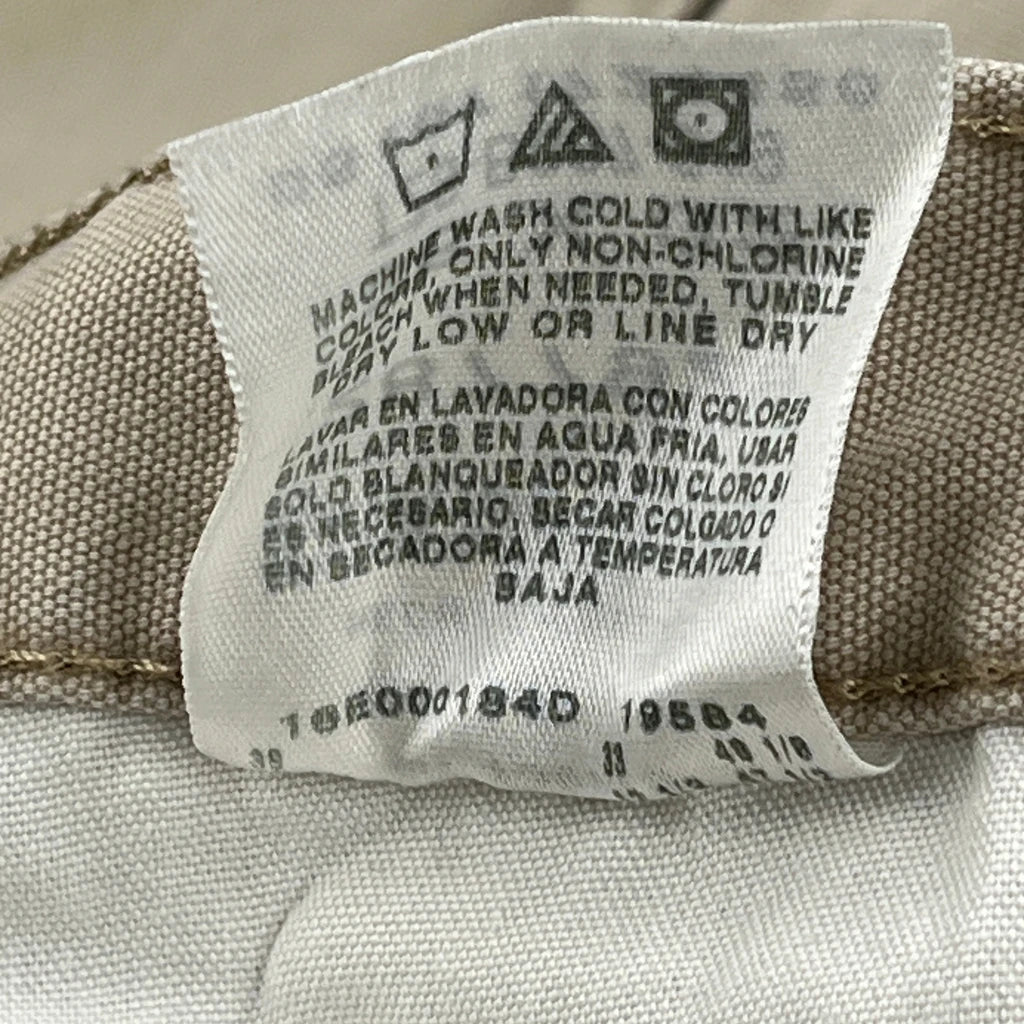 MACHINE WASH COLD WITH LIKE
COLORS, ONLY NON-CHLORINE
BLEACH WHEN NEEDED, TUMBLE
DRY LOW OR LINE DRY
LAVAR EN LAVADORA CON COLORES
SIMILARES EN AGUA FRIA, USAR
SOLO BLANQUEADOR SIN CLORO SI
ES NECESARIO, SECAR COLGADO O
EN SECADORA A TEMPERATURA
BAJA
19564
33